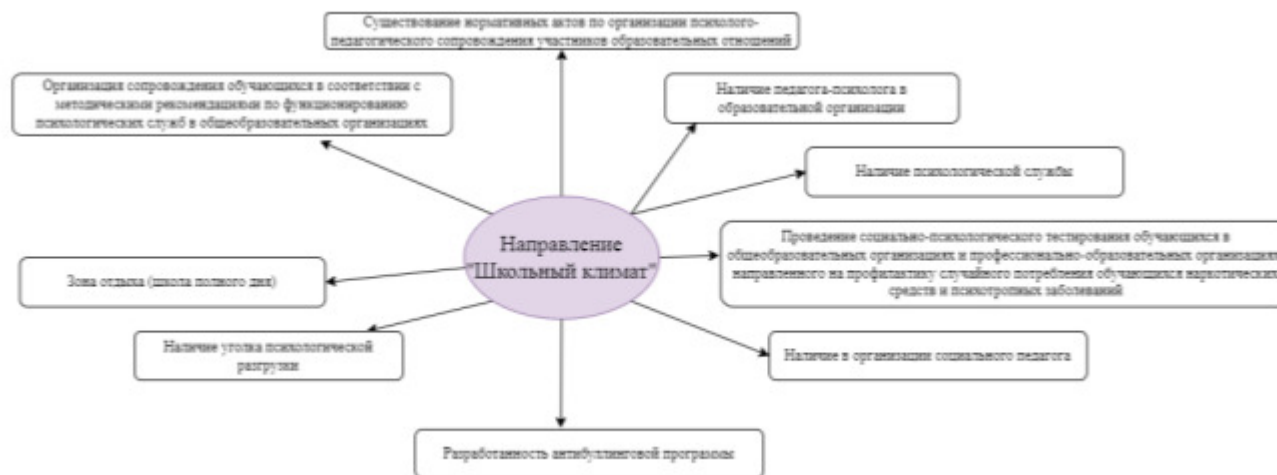 Существование нормативных актов по организации психолого-
педагогического сопровождения участников образовательных отношений
Организация сопровождения обучающихся в соответствии с
методическими рекомендациями по функционированию
психологических служб в общеобразовательных организациях
Наличие педагога-психолога в
образовательной организации
Наличие психологической службы
Направление
"Школьный климат"
Проведение социально-психологического тестирования обучающихся в
общеобразовательных организациях и профессионально-образовательных организациях
направленного на профилактику случайного потребления обучающихся наркотических
средств и психотропных заболеваний
Зона отдыха (школа полного дня)
Наличие уголка психологической
разгрузки
Наличие в организации социального педагога
Разработанность антибуллинговой программы